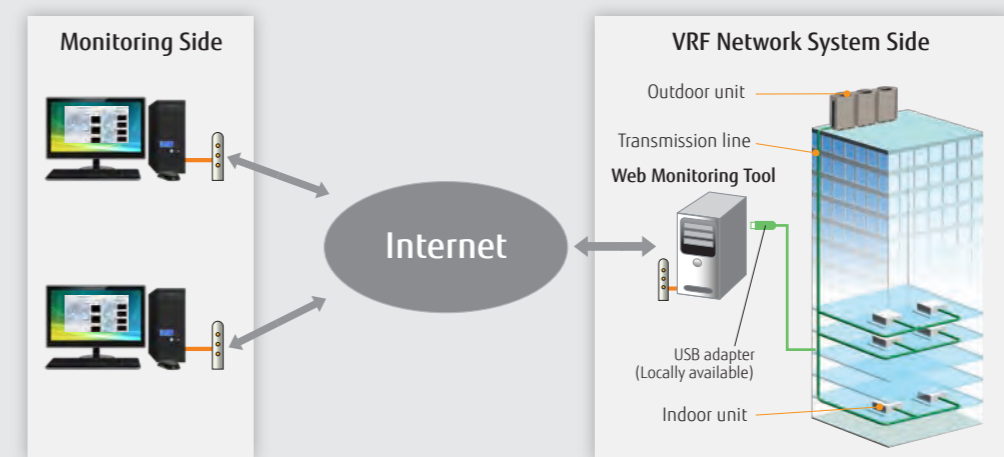 Monitoring Side
Internet
VRF Network System Side
Outdoor unit
Transmission line
Web Monitoring Tool
USB adapter
(Locally available)
Indoor unit